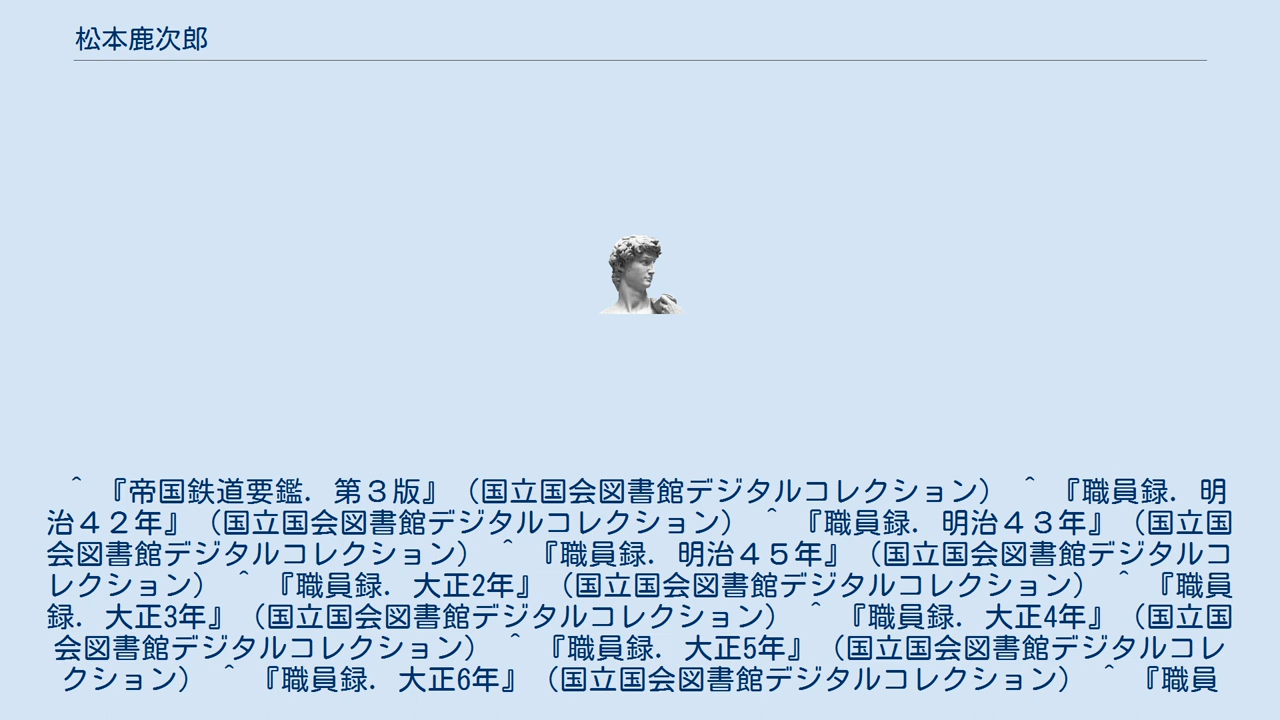 松本鹿次郎
^ 『帝国鉄道要鑑. 第３版』（国立国会図書館デジタルコレクション） ^ 『職員録. 明
治４２年』（国立国会図書館デジタルコレクション） ^ 『職員録. 明治４３年』（国立国
会図書館デジタルコレクション） ^ 『職員録. 明治４５年』（国立国会図書館デジタルコ
レクション） ^ 『職員録. 大正2年』（国立国会図書館デジタルコレクション） ^ 『職員
録. 大正3年』（国立国会図書館デジタルコレクション） ^ 『職員録. 大正4年』（国立国
会図書館デジタルコレクション） ^ 『職員録. 大正5年』（国立国会図書館デジタルコレ
クション） ^ 『職員録. 大正6年』（国立国会図書館デジタルコレクション） ^ 『職員